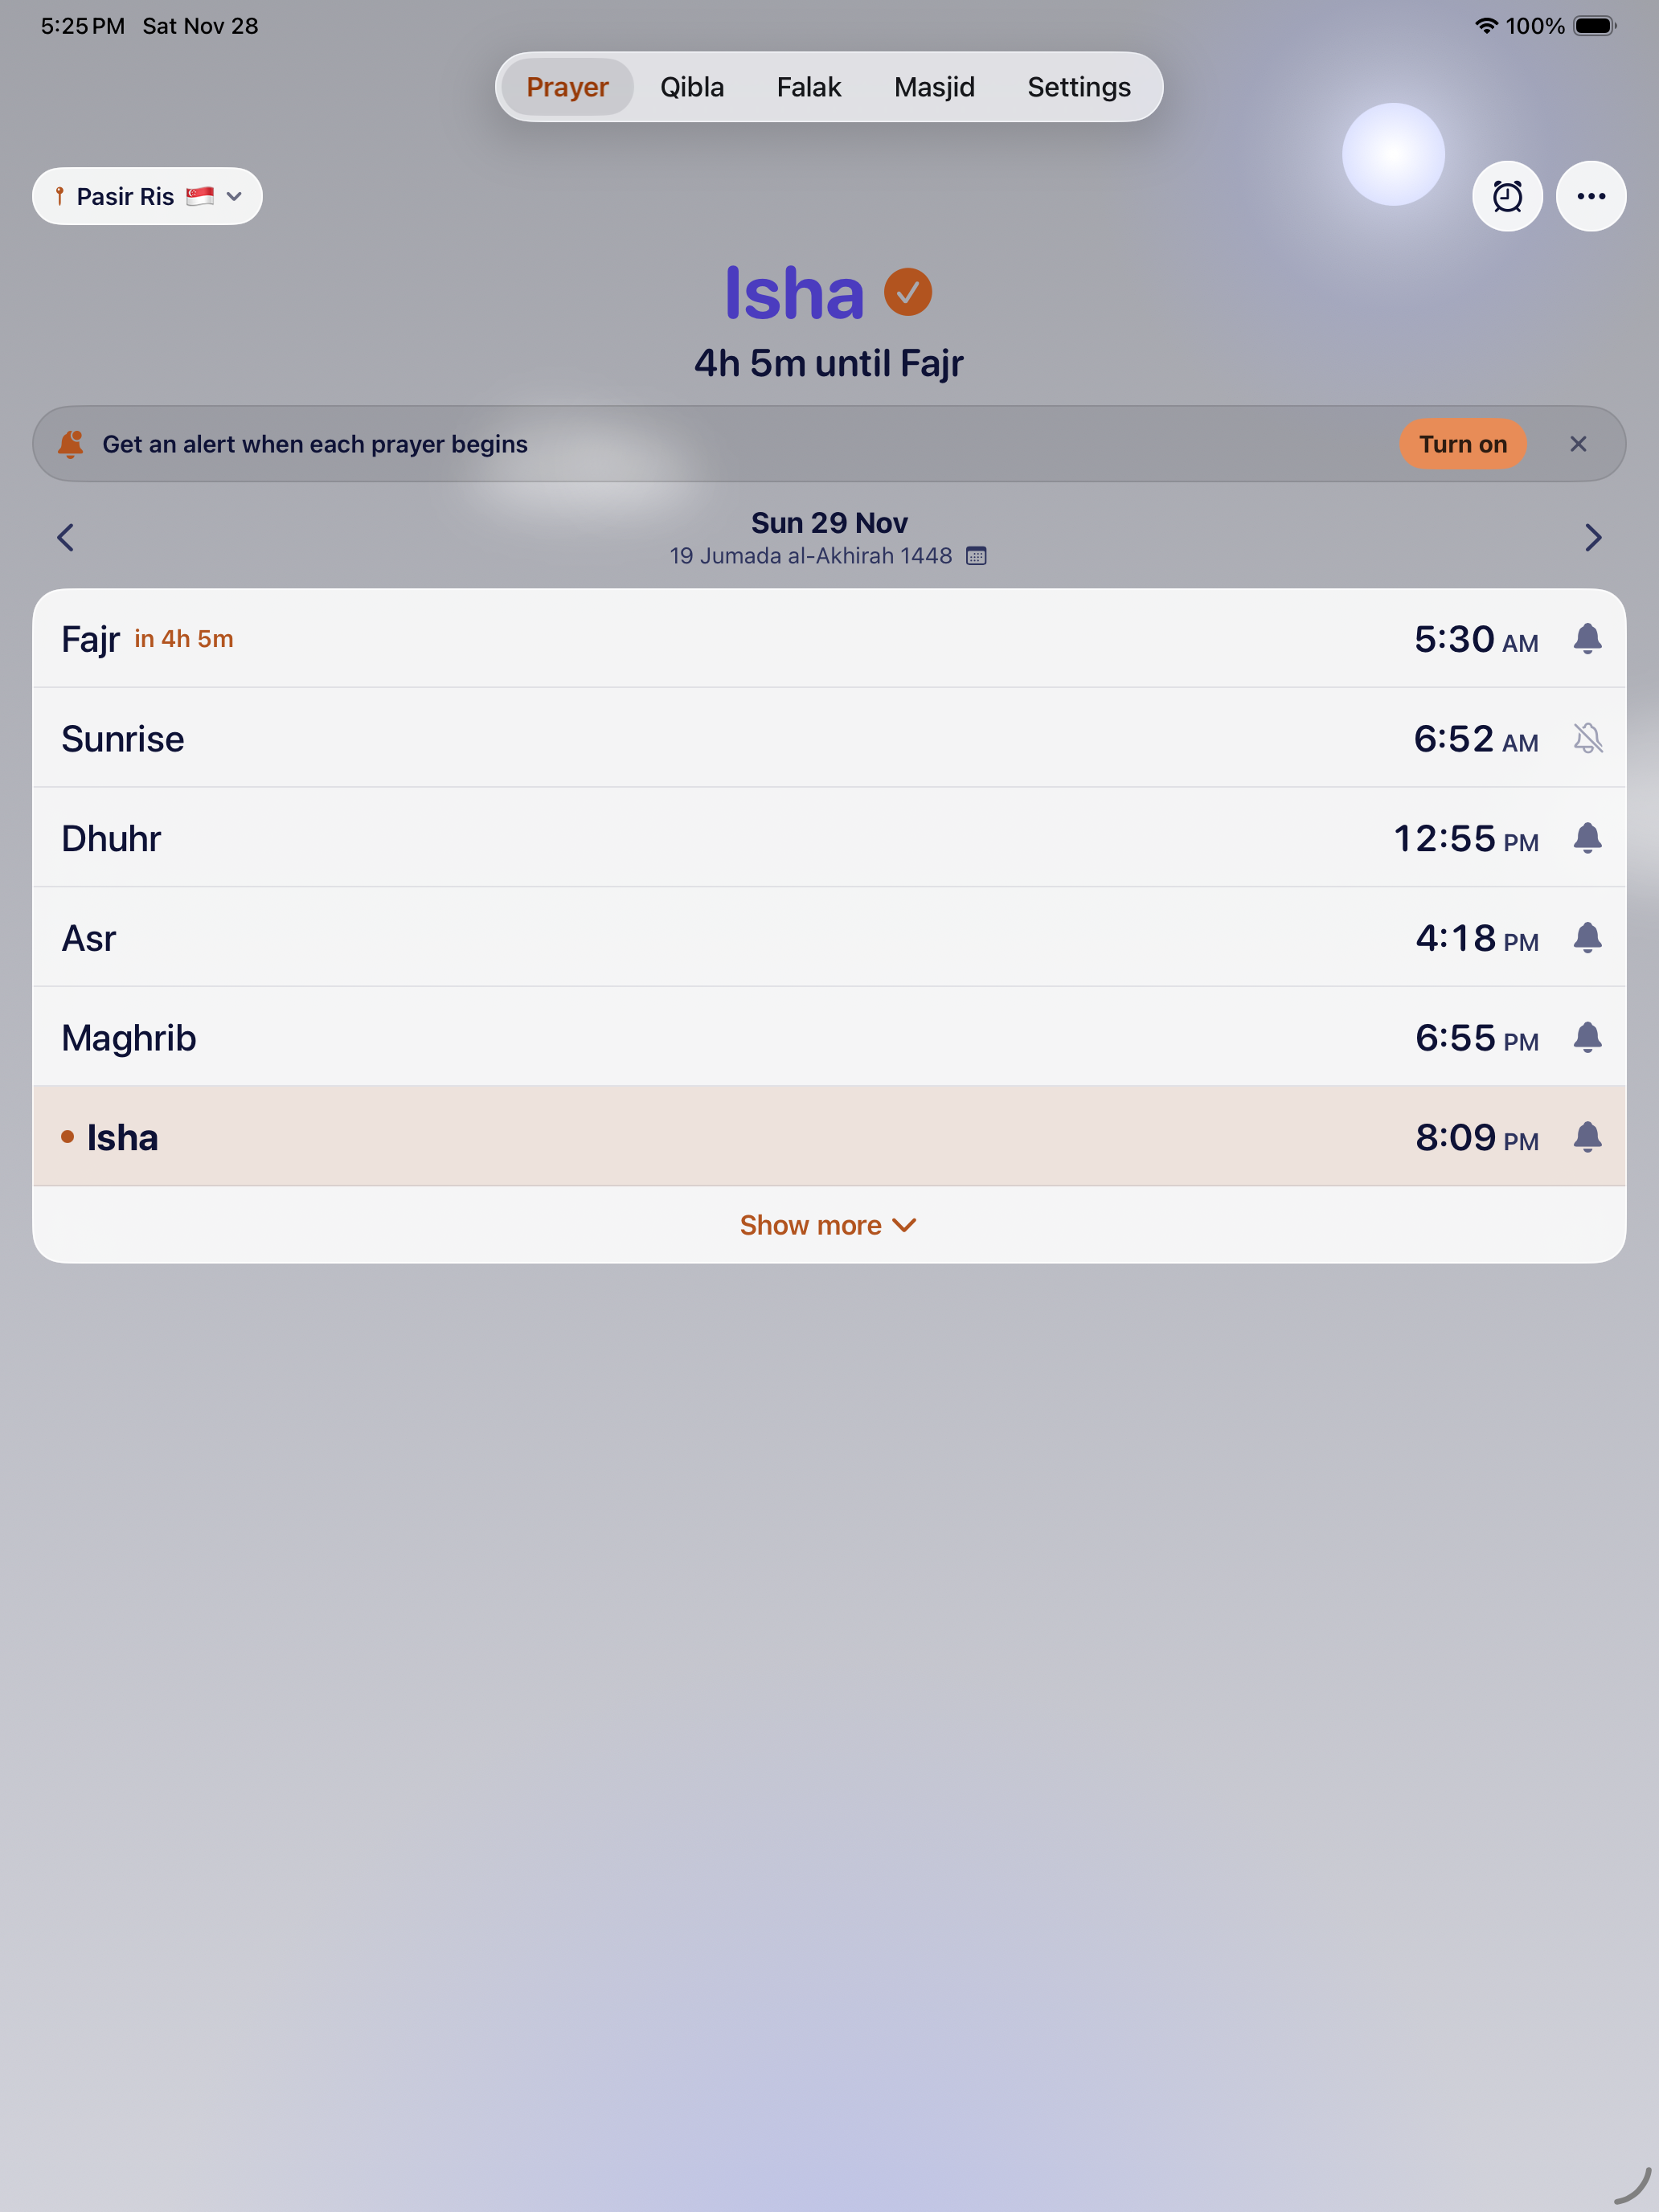 5:25 PM Sat Nov 28 100%
Prayer Qibla Falak Masjid Settings
Pasir Ris 🇸🇬
Isha
4h 5m until Fajr
Get an alert when each prayer begins Turn on
Sun 29 Nov
19 Jumada al-Akhirah 1448
Fajr in 4h 5m 5:30 AM
Sunrise 6:52 AM
Dhuhr 12:55 PM
Asr 4:18 PM
Maghrib 6:55 PM
Isha 8:09 PM
Show more